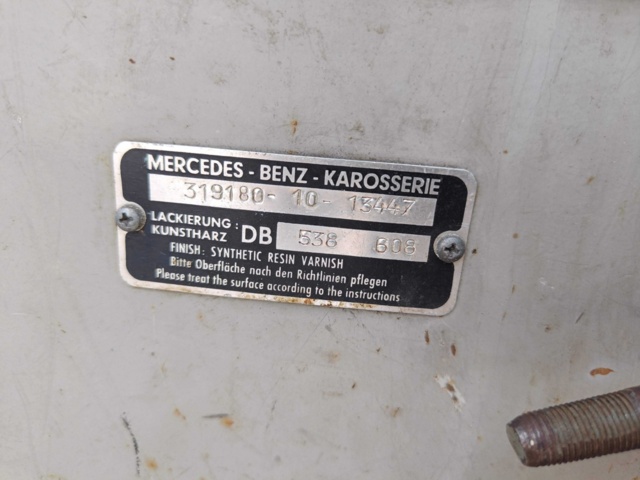 MERCEDES - BENZ - KAROSSERIE
319180- 10- 13447
LACKIERUNG :
KUNSTHARZ DB 538 608
FINISH: SYNTHETIC RESIN VARNISH
Bitte Oberfläche nach den Richtlinien pflegen
Please treat the surface according to the instructions